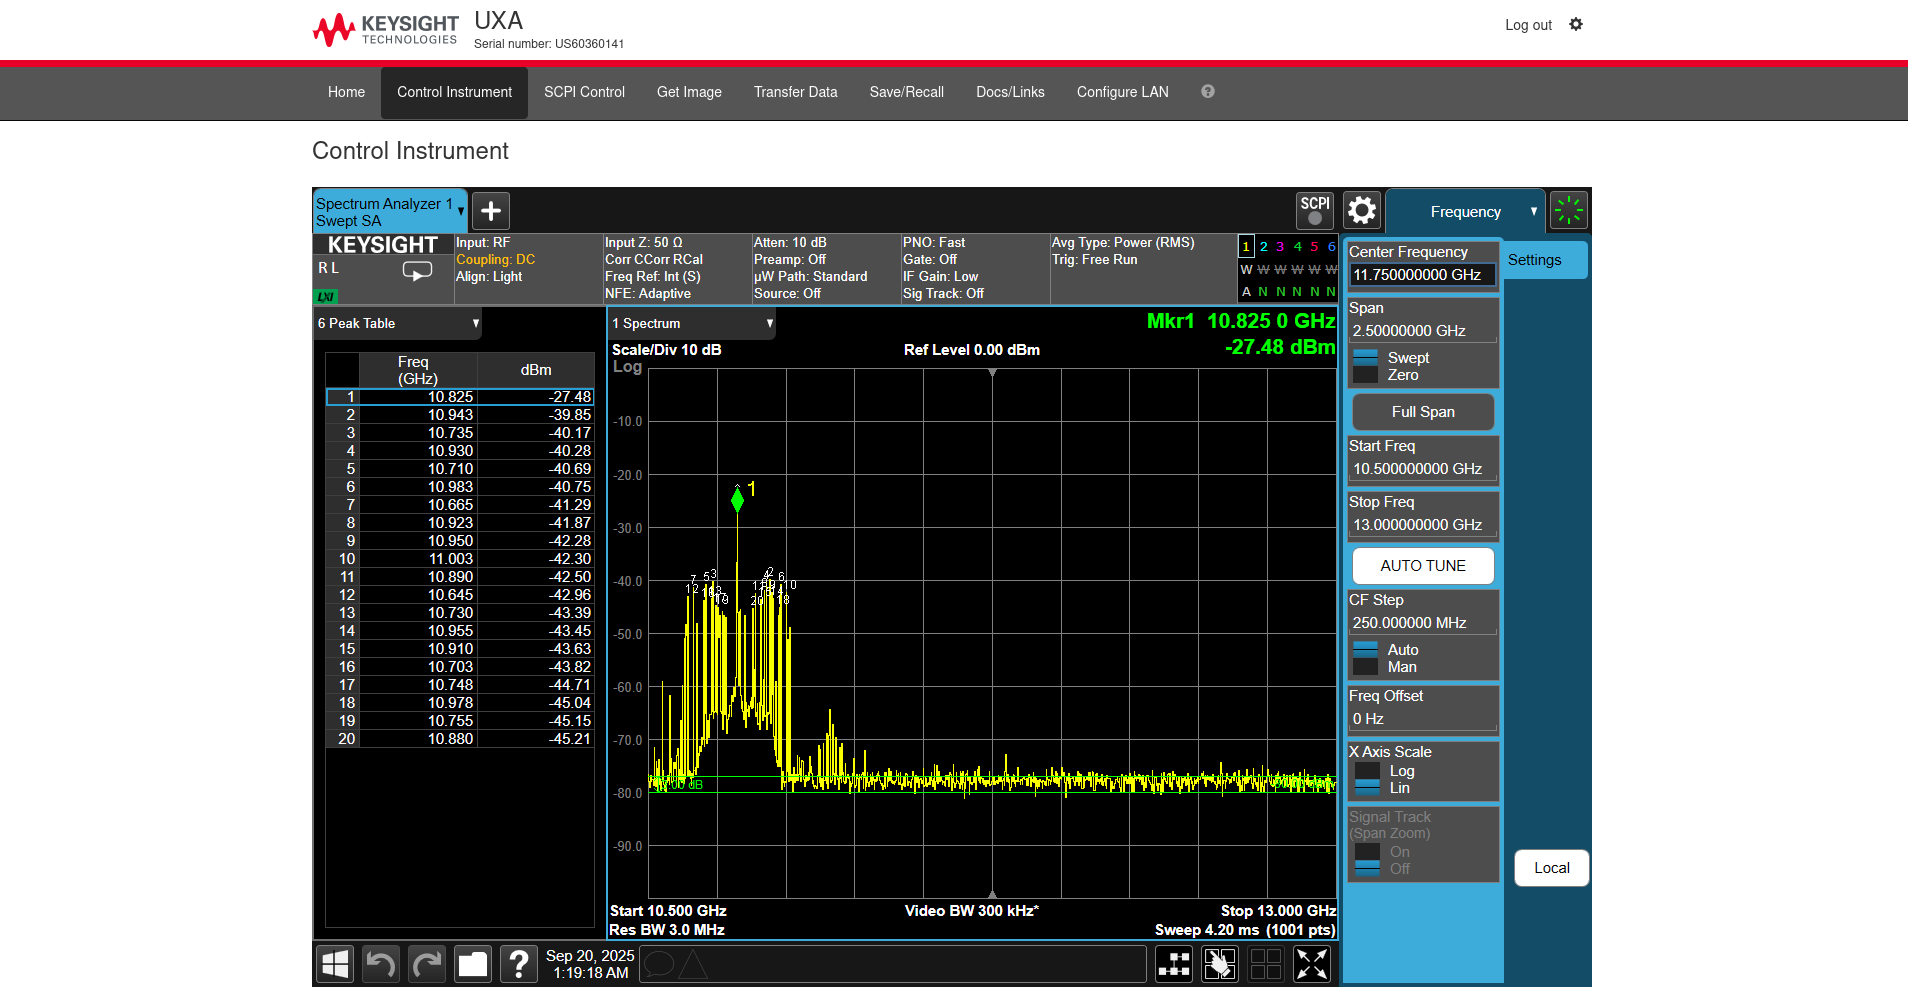 KEYSIGHT
TECHNOLOGIES
UXA
Serial number: US60360141
Log out
Home
Control Instrument
SCPI Control
Get Image
Transfer Data
Save/Recall
Docs/Links
Configure LAN
?
Control Instrument
Spectrum Analyzer 1
Swept SA
SCPI
Frequency
KEYSIGHT
R L
LXI
Input: RF
Coupling: DC
Align: Light
Input Z: 50 Ω
Corr CCorr RCal
Freq Ref: Int (S)
NFE: Adaptive
Atten: 10 dB
Preamp: Off
µW Path: Standard
Source: Off
PNO: Fast
Gate: Off
IF Gain: Low
Sig Track: Off
Avg Type: Power (RMS)
Trig: Free Run
1 2 3 4 5 6
W W W W W W
A N N N N N
6 Peak Table
Freq
(GHz)
dBm
1 10.825 -27.48
2 10.943 -39.85
3 10.735 -40.17
4 10.930 -40.28
5 10.710 -40.69
6 10.983 -40.75
7 10.665 -41.29
8 10.923 -41.87
9 10.950 -42.28
10 11.003 -42.30
11 10.890 -42.50
12 10.645 -42.96
13 10.730 -43.39
14 10.955 -43.45
15 10.910 -43.63
16 10.703 -43.82
17 10.748 -44.71
18 10.978 -45.04
19 10.755 -45.15
20 10.880 -45.21
1 Spectrum
Mkr1 10.825 0 GHz
-27.48 dBm
Scale/Div 10 dB
Ref Level 0.00 dBm
Log
-10.0
-20.0
-30.0
-40.0
-50.0
-60.0
-70.0
-80.0
-90.0
1
Start 10.500 GHz
Video BW 300 kHz*
Stop 13.000 GHz
Res BW 3.0 MHz
Sweep 4.20 ms (1001 pts)
Center Frequency
11.750000000 GHz
Settings
Span
2.50000000 GHz
Swept
Zero
Full Span
Start Freq
10.500000000 GHz
Stop Freq
13.000000000 GHz
AUTO TUNE
CF Step
250.000000 MHz
Auto
Man
Freq Offset
0 Hz
X Axis Scale
Log
Lin
Signal Track
(Span Zoom)
On
Off
Local
?
Sep 20, 2025
1:19:18 AM